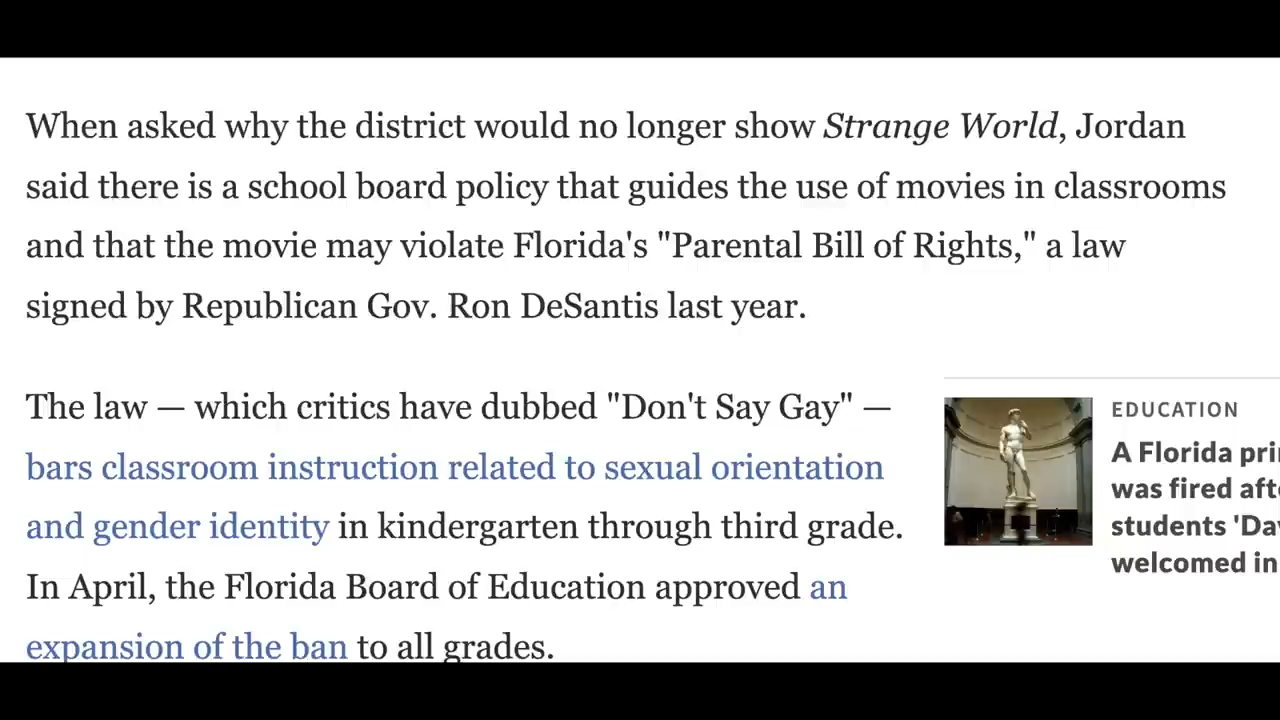 When asked why the district would no longer show Strange World, Jordan
said there is a school board policy that guides the use of movies in classrooms
and that the movie may violate Florida's "Parental Bill of Rights," a law
signed by Republican Gov. Ron DeSantis last year.
The law — which critics have dubbed "Don't Say Gay" —
bars classroom instruction related to sexual orientation
and gender identity in kindergarten through third grade.
In April, the Florida Board of Education approved an
expansion of the ban to all grades.
EDUCATION
A Florida
was fired
students
welcomed in